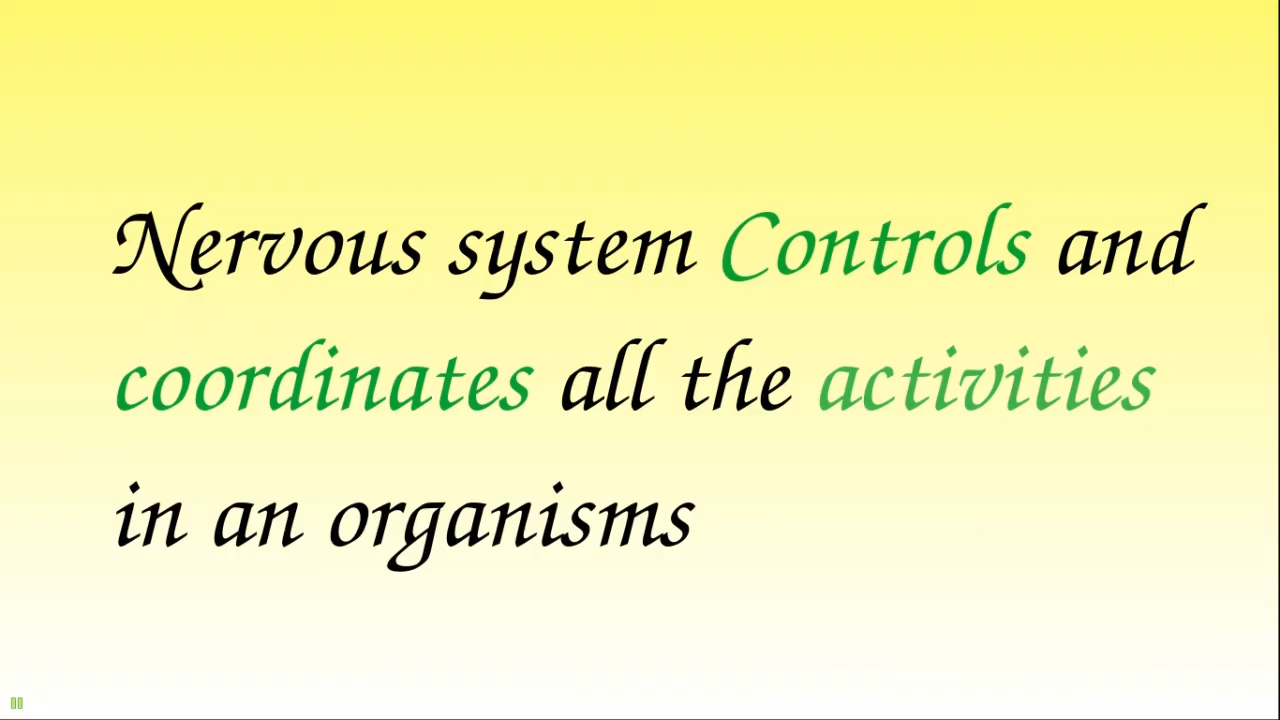 Nervous system Controls and
coordinates all the activities
in an organisms